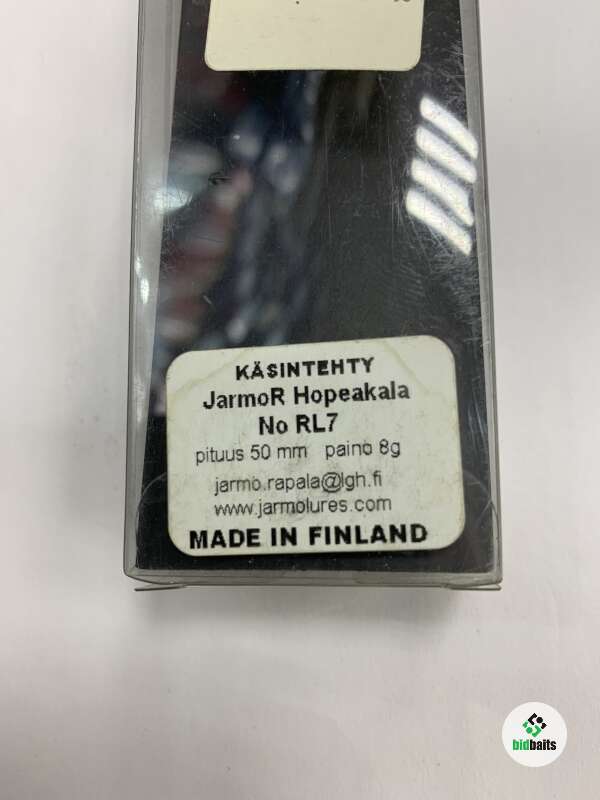 KÄSINTEHTY
JarmoR Hopeakala
No RL7
pituus 50 mm paino 8g
jarmo.rapala@lgh.fi
www.jarmolures.com
MADE IN FINLAND
bidbaits